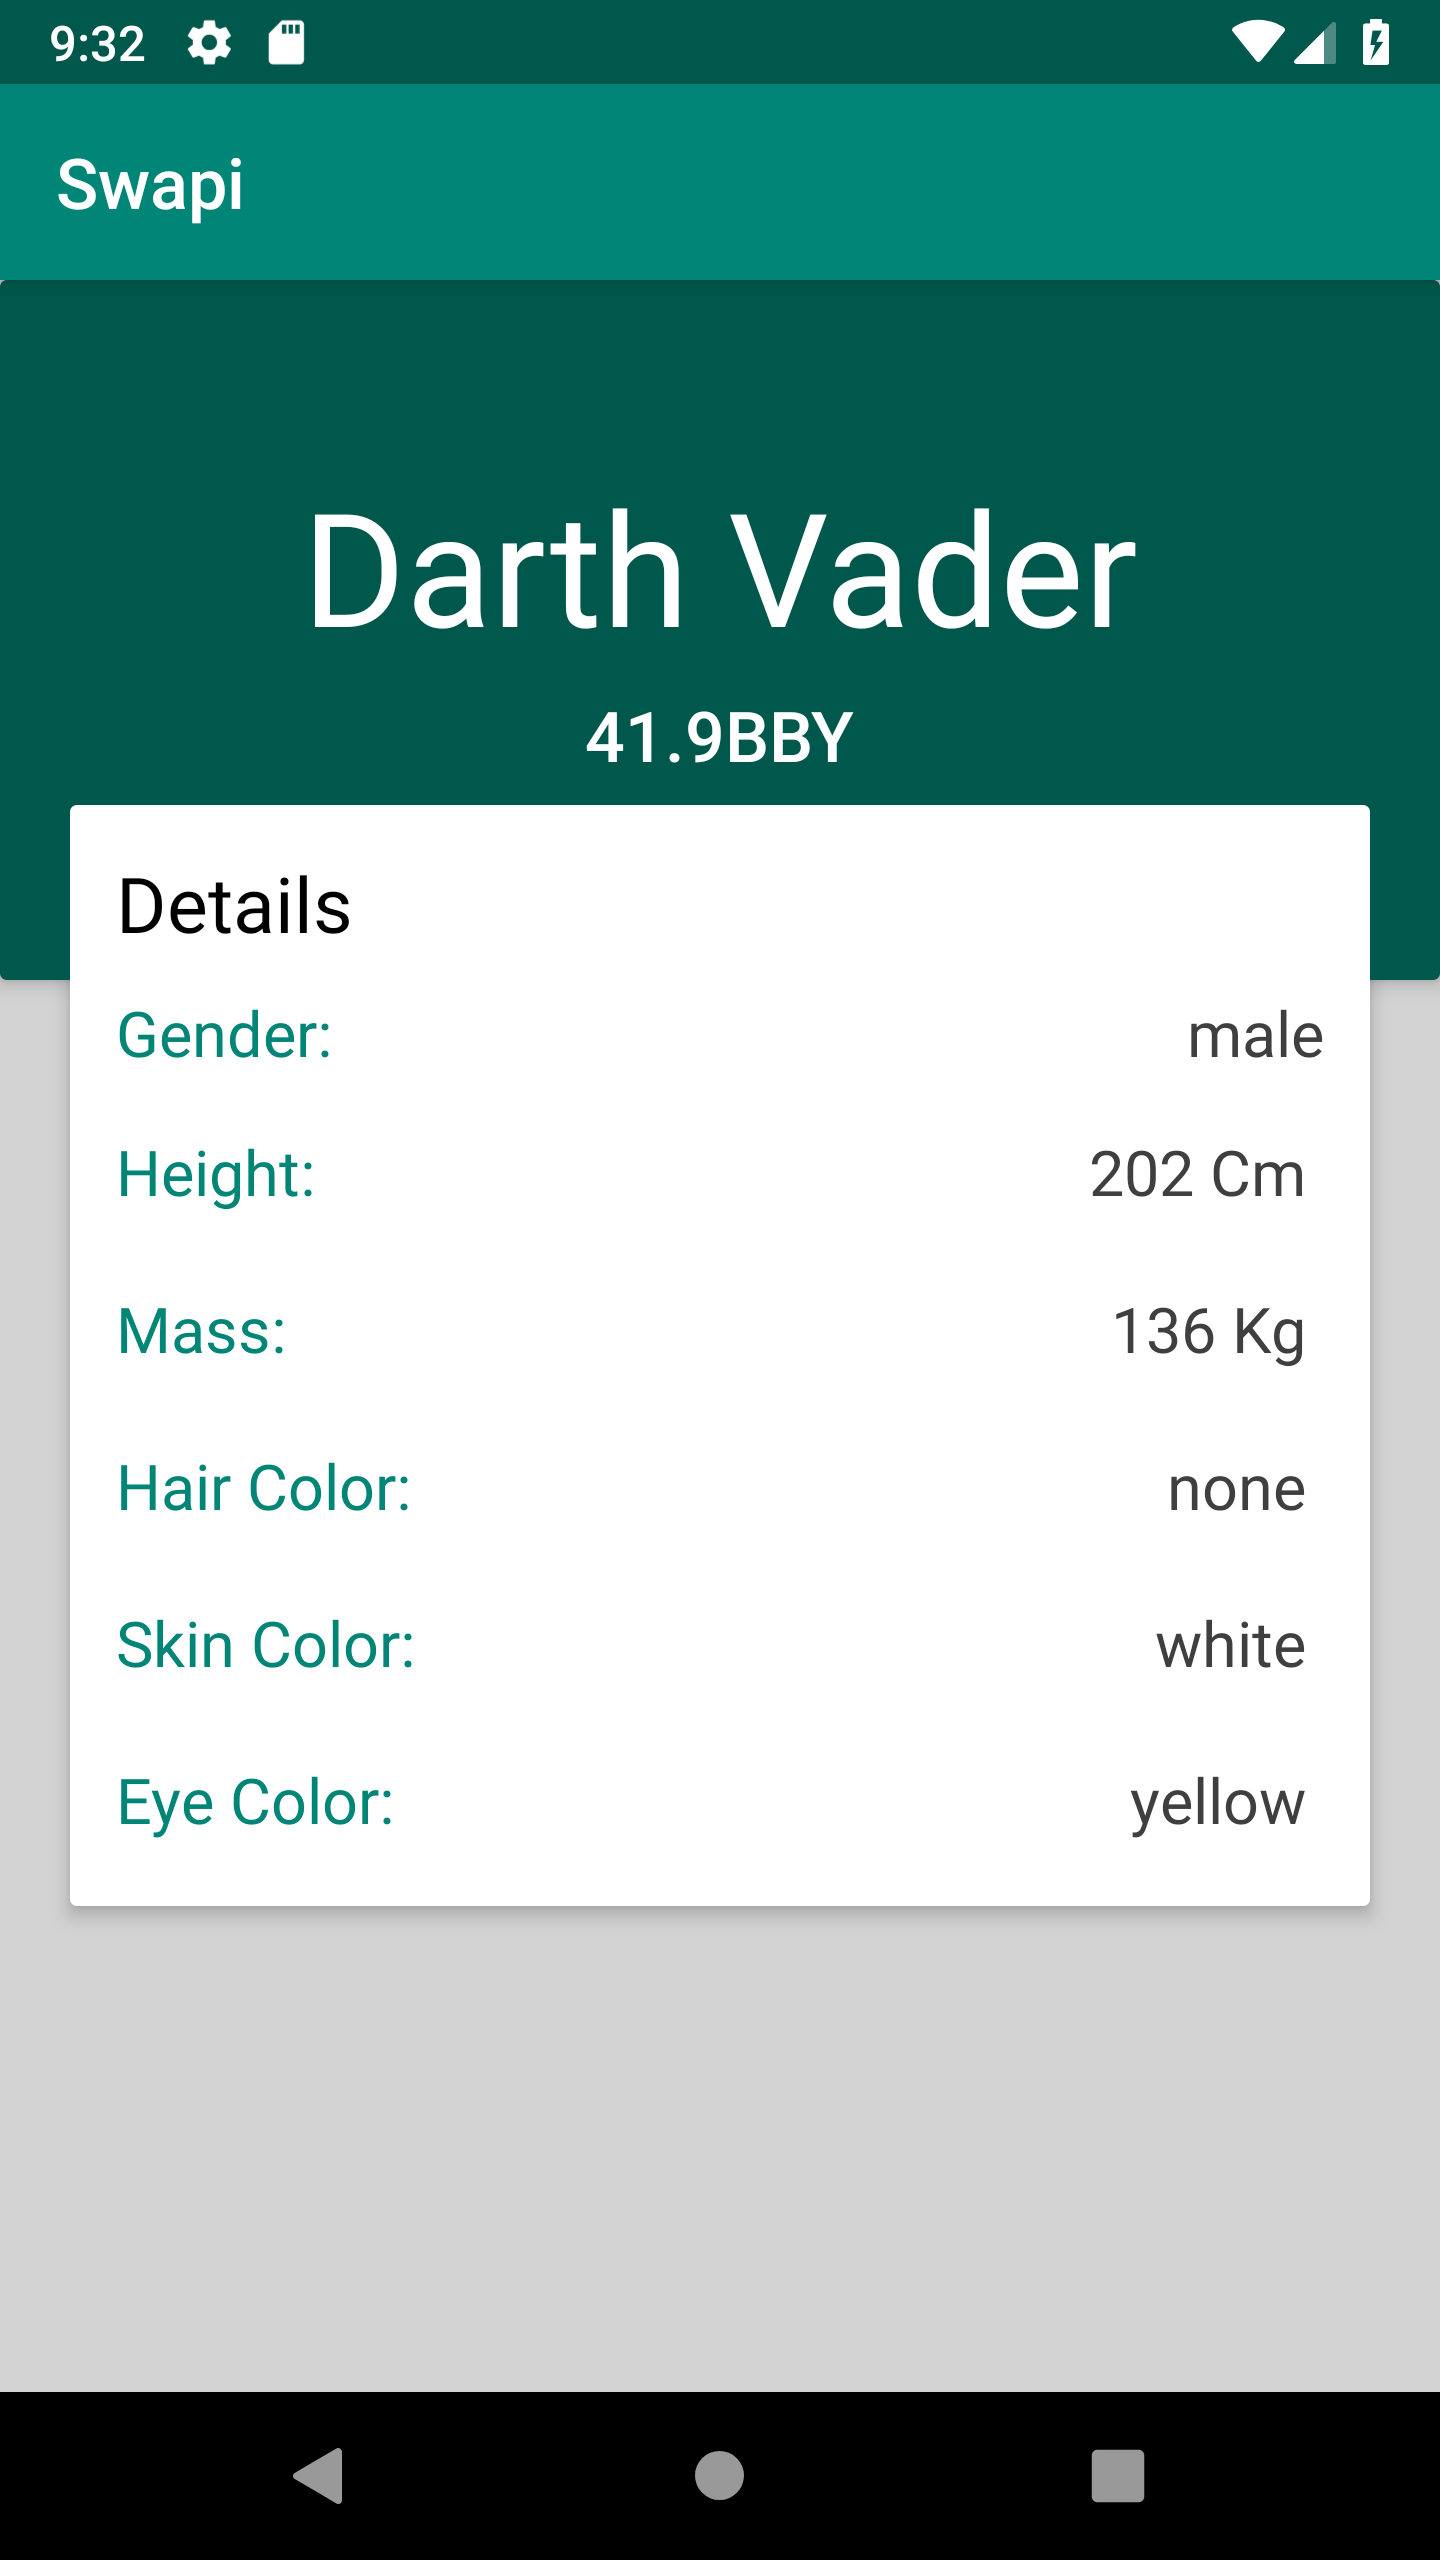 9:32
Swapi
Darth Vader
41.9BBY
Details
Gender: male
Height: 202 Cm
Mass: 136 Kg
Hair Color: none
Skin Color: white
Eye Color: yellow